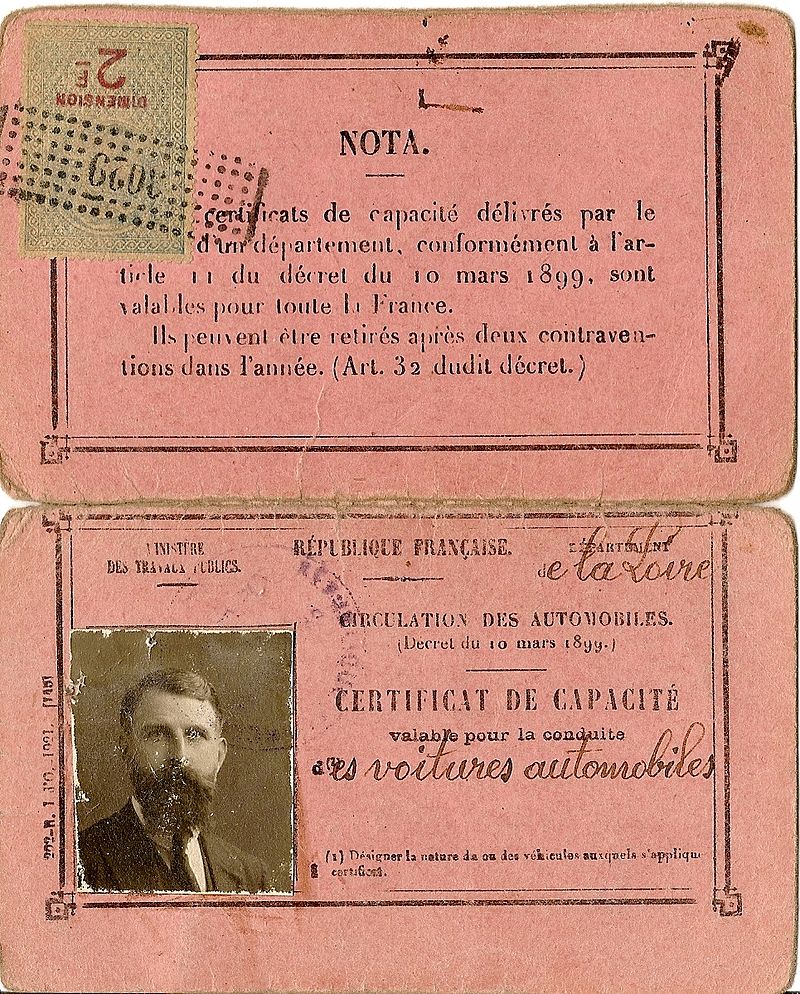 2F
DIMENSION
3029
NOTA.
certificats de capacité délivrés par le
d'un département, conformément à l'ar-
ticle 11 du décret du 10 mars 1899, sont
valables pour toute la France.
Ils peuvent être retirés après deux contraven-
tions dans l'année. (Art. 32 dudit décret.)
MINISTÈRE
DES TRAVAUX PUBLICS.
RÉPUBLIQUE FRANÇAISE.
DÉPARTEMENT
de la Loire
CIRCULATION DES AUTOMOBILES.
(Décret du 10 mars 1899.)
CERTIFICAT DE CAPACITÉ
valable pour la conduite
d(1)es voitures automobiles
(1) Désigner la nature du ou des véhicules auxquels s'applique
certificat.